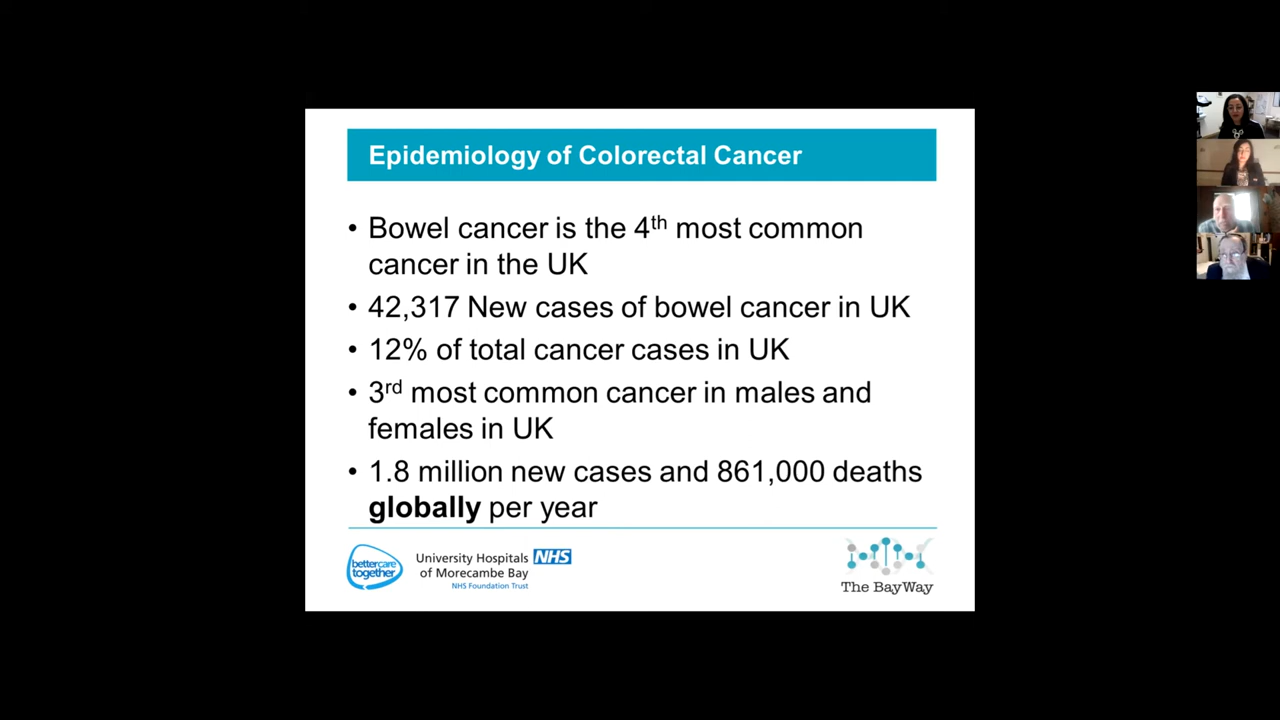 Epidemiology of Colorectal Cancer
• Bowel cancer is the 4th most common
cancer in the UK
• 42,317 New cases of bowel cancer in UK
• 12% of total cancer cases in UK
• 3rd most common cancer in males and
females in UK
• 1.8 million new cases and 861,000 deaths
globally per year
bettercare
together
University Hospitals NHS
of Morecambe Bay
NHS Foundation Trust
The BayWay